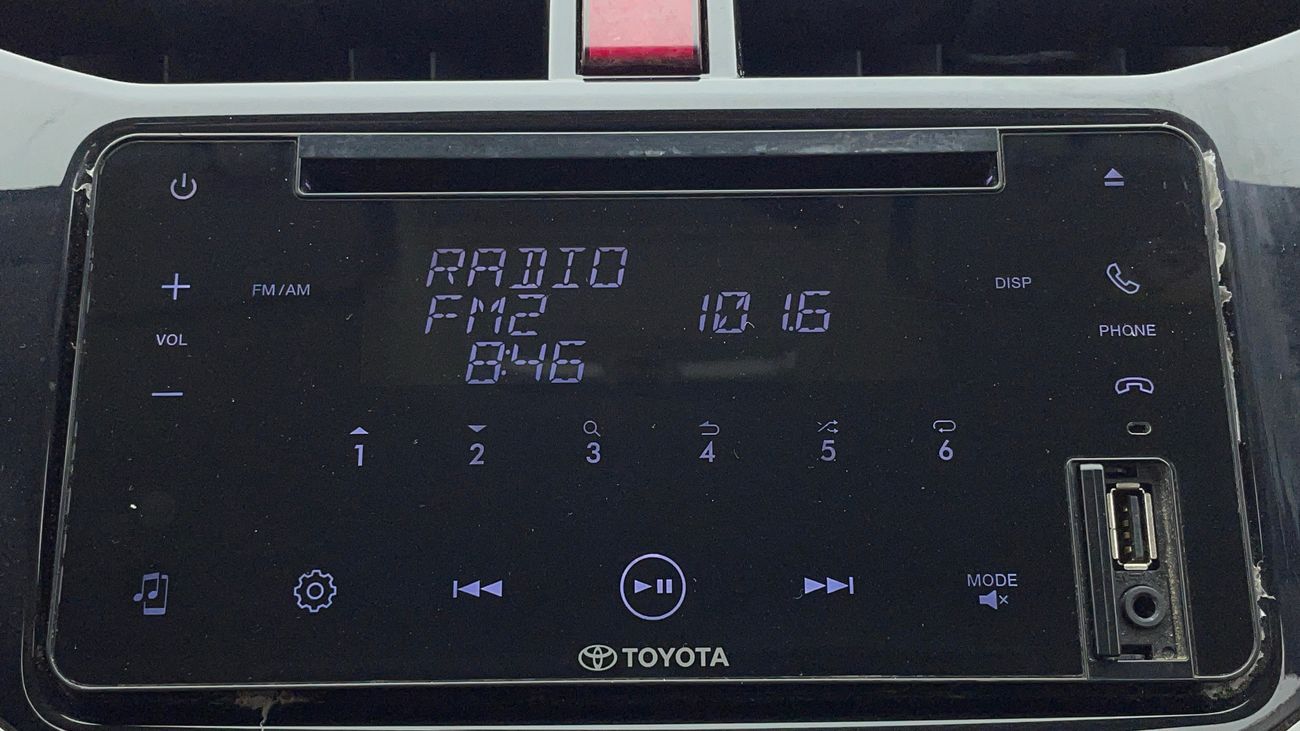 RADIO
FM/AM
DISP
FM2 101.6
VOL
PHONE
8:46
1 2 3 4 5 6
MODE
TOYOTA